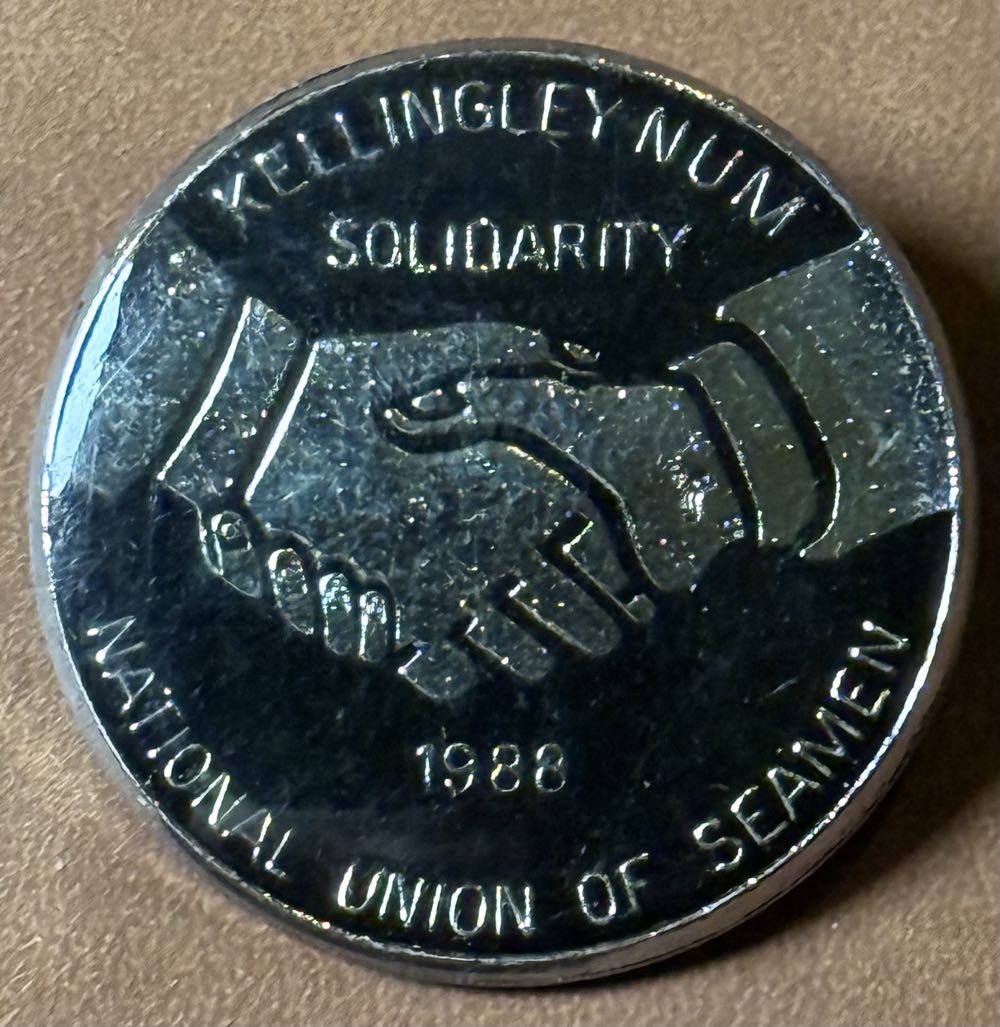 KELLINGLEY NUM
SOLIDARITY
1988
NATIONAL UNION OF SEAMEN